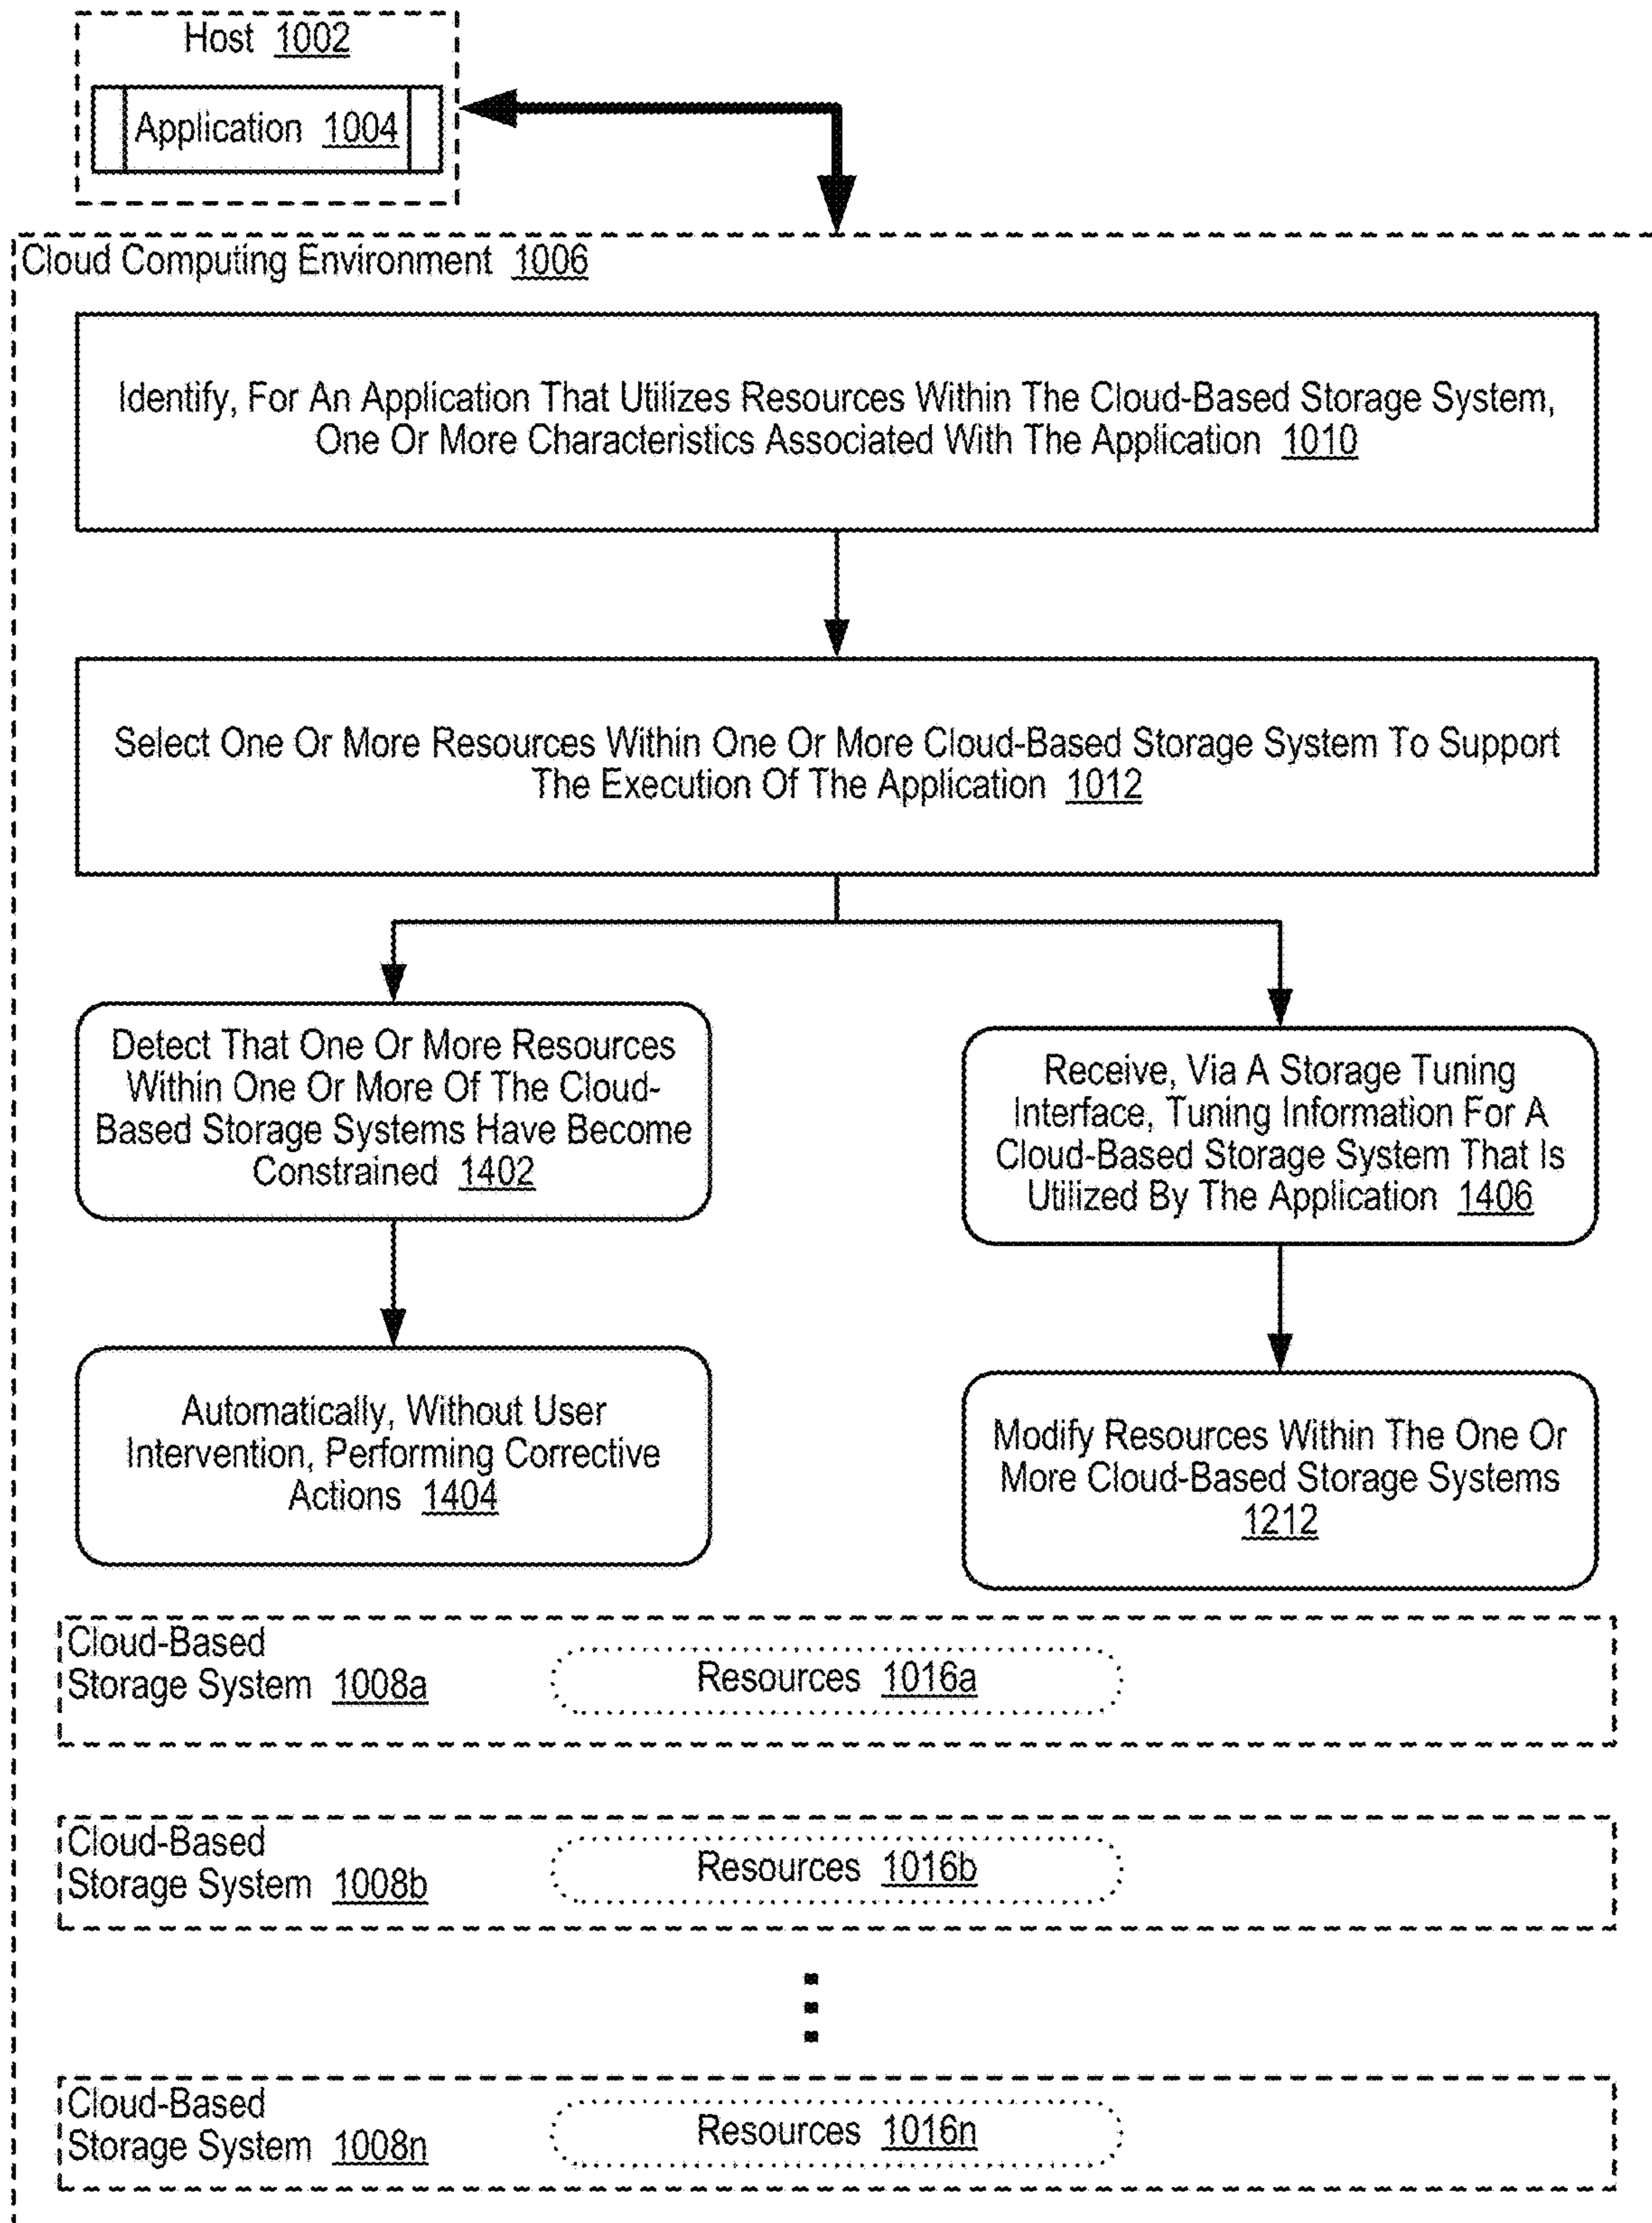 Host 1002
Application 1004
Cloud Computing Environment 1006
Identify, For An Application That Utilizes Resources Within The Cloud-Based Storage System,
One Or More Characteristics Associated With The Application 1010
Select One Or More Resources Within One Or More Cloud-Based Storage System To Support
The Execution Of The Application 1012
Detect That One Or More Resources
Within One Or More Of The Cloud-
Based Storage Systems Have Become
Constrained 1402
Receive, Via A Storage Tuning
Interface, Tuning Information For A
Cloud-Based Storage System That Is
Utilized By The Application 1406
Automatically, Without User
Intervention, Performing Corrective
Actions 1404
Modify Resources Within The One Or
More Cloud-Based Storage Systems
1212
Cloud-Based
Storage System 1008a
Resources 1016a
Cloud-Based
Storage System 1008b
Resources 1016b
Cloud-Based
Storage System 1008n
Resources 1016n